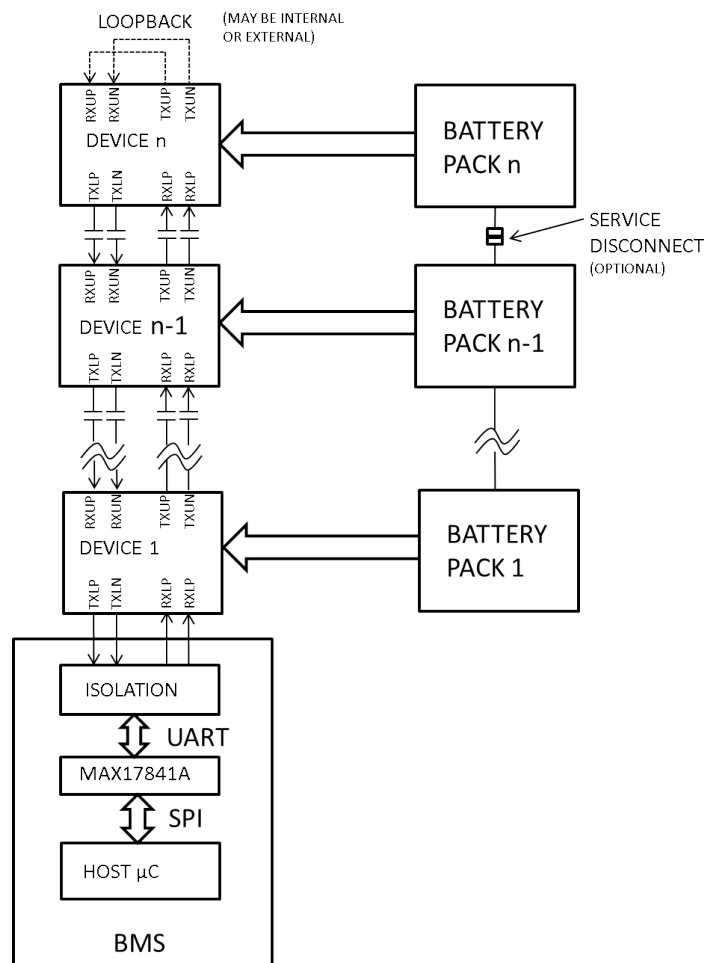 LOOPBACK
(MAY BE INTERNAL
OR EXTERNAL)
RXUP RXUN TXUP TXUN
DEVICE n
TXLP TXLN RXLP RXLP
BATTERY
PACK n
SERVICE
DISCONNECT
(OPTIONAL)
RXUP RXUN TXUP TXUN
DEVICE n-1
TXLP TXLN RXLP RXLP
BATTERY
PACK n-1
RXUP RXUN TXUP TXUN
DEVICE 1
TXLP TXLN RXLP RXLP
BATTERY
PACK 1
ISOLATION
UART
MAX17841A
SPI
HOST µC
BMS